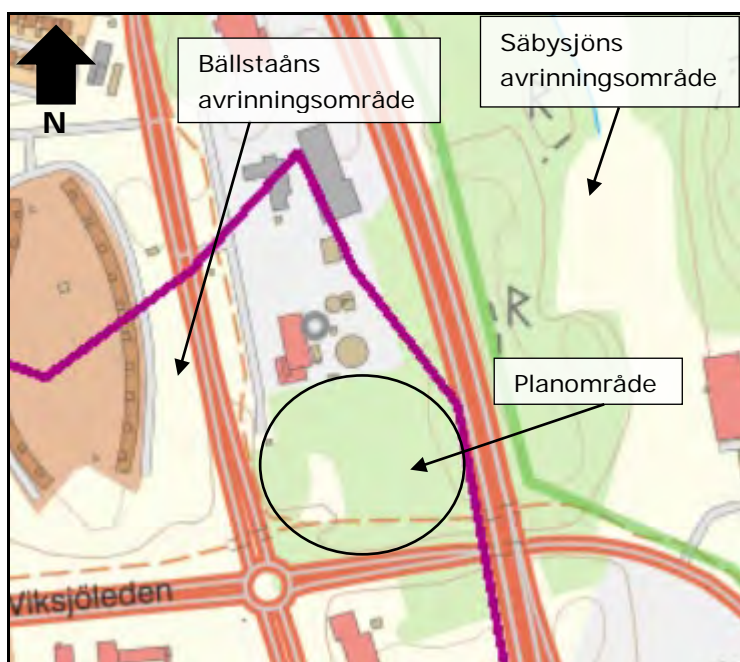 Bällstaåns
avrinningsområde
Säbysjöns
avrinningsområde
N
R
R
Planområde
Viksjöleden